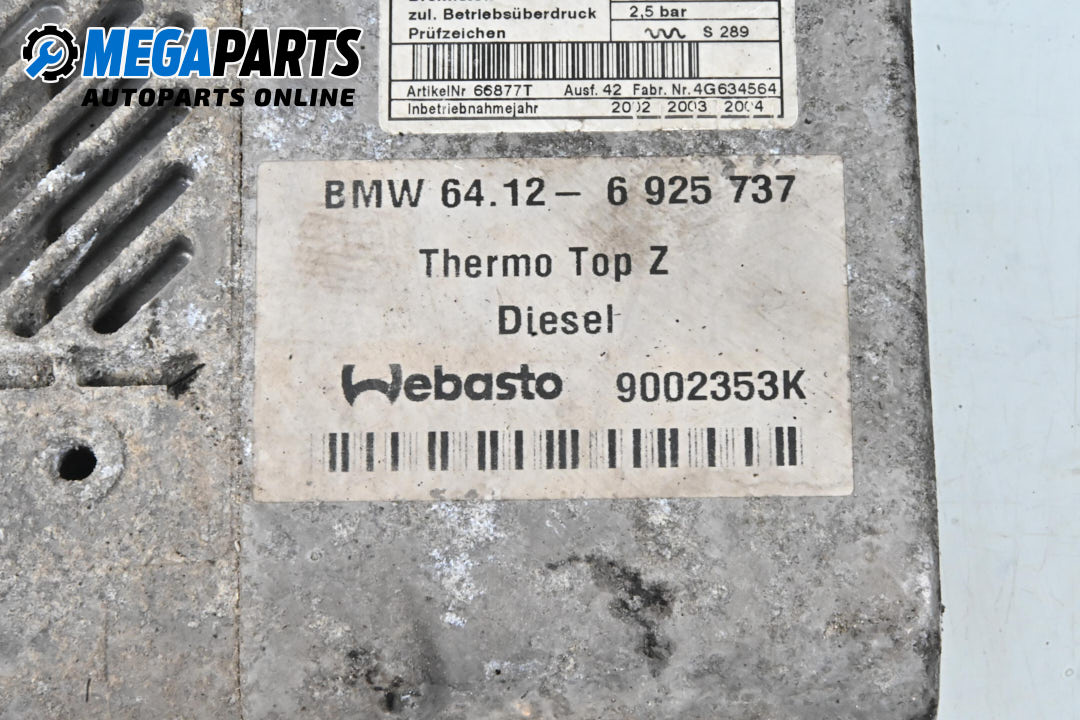 MEGAPARTS
AUTOPARTS ONLINE
zul. Betriebsüberdruck 2,5 bar
Prüfzeichen S 289
ArtikelNr 66877T Ausf. 42 Fabr. Nr. 4G634564
Inbetriebnahmejahr 2002 2003 2004
BMW 64.12 – 6 925 737
Thermo Top Z
Diesel
Webasto 9002353K